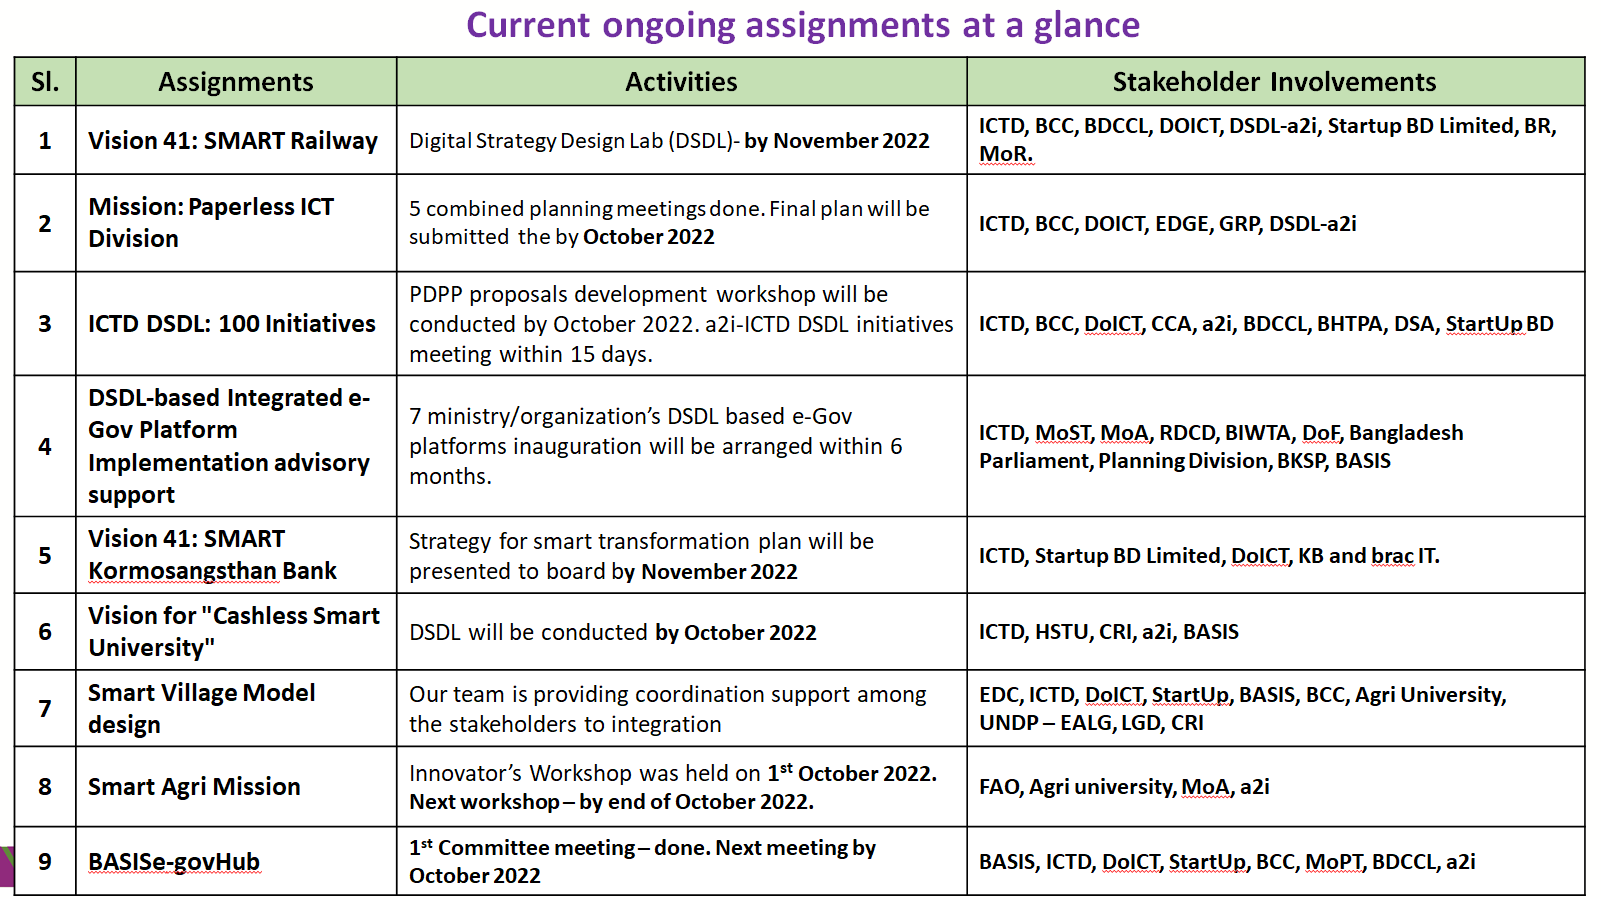 Current ongoing assignments at a glance
Sl.
Assignments
Activities
Stakeholder Involvements
1
Vision 41: SMART Railway
Digital Strategy Design Lab (DSDL)- by November 2022
ICTD, BCC, BDCCL, DOICT, DSDL-a2i, Startup BD Limited, BR,
MoR.
2
Mission: Paperless ICT
Division
5 combined planning meetings done. Final plan will be
submitted the by October 2022
ICTD, BCC, DOICT, EDGE, GRP, DSDL-a2i
3
ICTD DSDL: 100 Initiatives
PDPP proposals development workshop will be
conducted by October 2022. a2i-ICTD DSDL initiatives
meeting within 15 days.
ICTD, BCC, DoICT, CCA, a2i, BDCCL, BHTPA, DSA, StartUp BD
4
DSDL-based Integrated e-
Gov Platform
Implementation advisory
support
7 ministry/organization’s DSDL based e-Gov
platforms inauguration will be arranged within 6
months.
ICTD, MoST, MoA, RDCD, BIWTA, DoF, Bangladesh
Parliament, Planning Division, BKSP, BASIS
5
Vision 41: SMART
Kormosangsthan Bank
Strategy for smart transformation plan will be
presented to board by November 2022
ICTD, Startup BD Limited, DoICT, KB and brac IT.
6
Vision for "Cashless Smart
University"
DSDL will be conducted by October 2022
ICTD, HSTU, CRI, a2i, BASIS
7
Smart Village Model
design
Our team is providing coordination support among
the stakeholders to integration
EDC, ICTD, DoICT, StartUp, BASIS, BCC, Agri University,
UNDP – EALG, LGD, CRI
8
Smart Agri Mission
Innovator’s Workshop was held on 1st October 2022.
Next workshop – by end of October 2022.
FAO, Agri university, MoA, a2i
9
BASISe-govHub
1st Committee meeting – done. Next meeting by
October 2022
BASIS, ICTD, DoICT, StartUp, BCC, MoPT, BDCCL, a2i